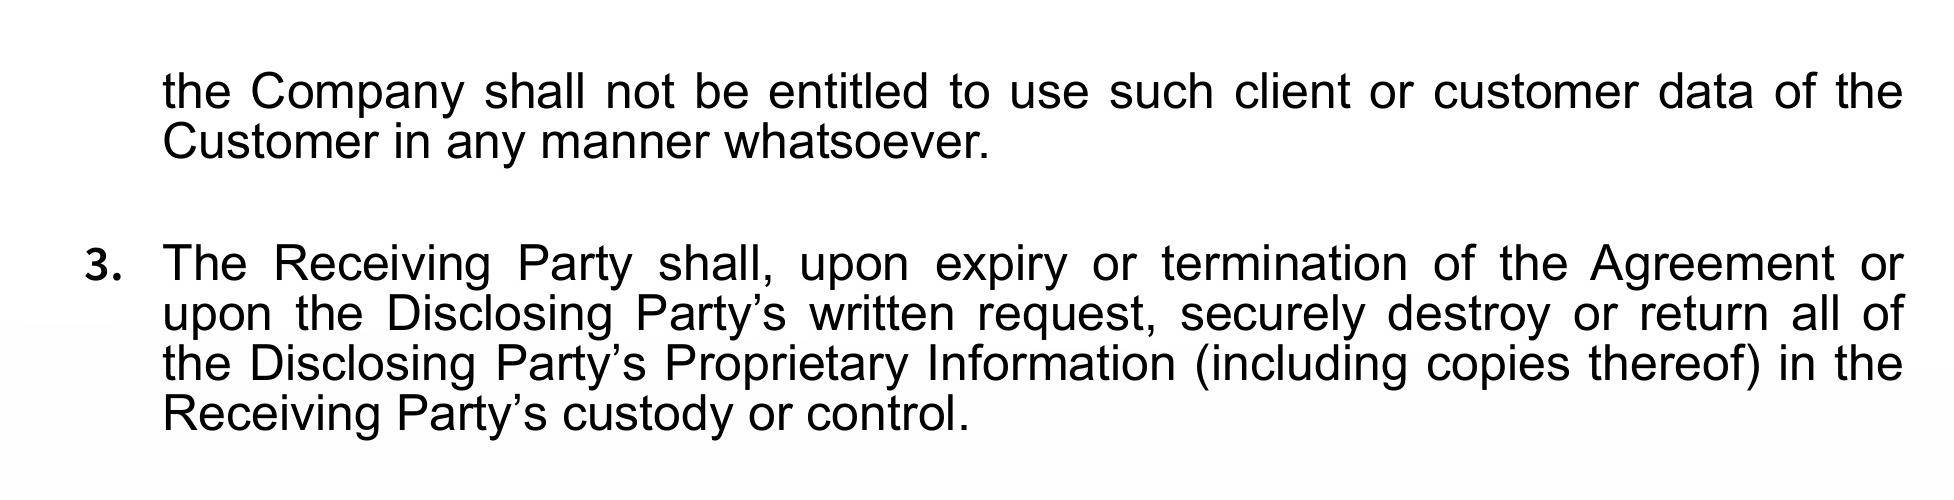 the Company shall not be entitled to use such client or customer data of the
Customer in any manner whatsoever.
3. The Receiving Party shall, upon expiry or termination of the Agreement or
upon the Disclosing Party’s written request, securely destroy or return all of
the Disclosing Party’s Proprietary Information (including copies thereof) in the
Receiving Party’s custody or control.